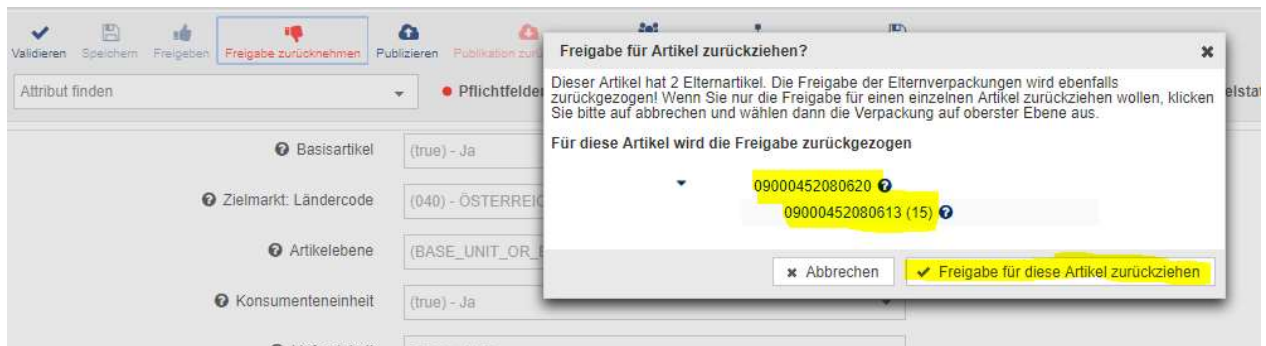 Validieren Speichern Freigeben Freigabe zurücknehmen Publizieren Publikation
Freigabe für Artikel zurückziehen?
Dieser Artikel hat 2 Elternartikel. Die Freigabe der Elternverpackungen wird ebenfalls
zurückgezogen! Wenn Sie nur die Freigabe für einen einzelnen Artikel zurückziehen wollen, klicken
Sie bitte auf abbrechen und wählen dann die Verpackung auf oberster Ebene aus.
Für diese Artikel wird die Freigabe zurückgezogen
09000452080620
09000452080613 (15)
Abbrechen Freigabe für diese Artikel zurückziehen
Attribut finden Pflichtfelder
Basisartikel (true) - Ja
Zielmarkt: Ländercode (040) - ÖSTERREIC
Artikelebene (BASE_UNIT_OR_E
Konsumenteneinheit (true) - Ja